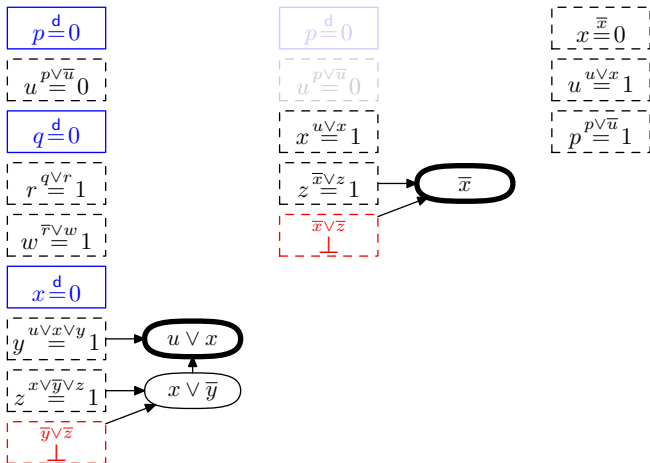 p =^d 0
u =^{p∨u̅} 0
q =^d 0
r =^{q∨r} 1
w =^{r̅∨w} 1
x =^d 0
y =^{u∨x∨y} 1
u ∨ x
z =^{x∨y̅∨z} 1
x ∨ y̅
y̅∨z̅
⊥
p =^d 0
u =^{p∨u̅} 0
x =^{u∨x} 1
z =^{x̅∨z} 1
x̅
x̅∨z̅
⊥
x =^{x̅} 0
u =^{u∨x} 1
p =^{p∨u̅} 1